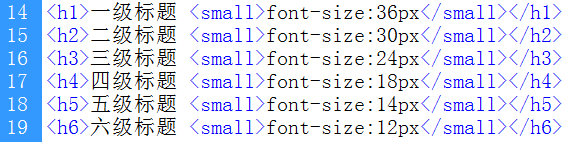 14 <h1>一级标题 <small>font-size:36px</small></h1>
15 <h2>二级标题 <small>font-size:30px</small></h2>
16 <h3>三级标题 <small>font-size:24px</small></h3>
17 <h4>四级标题 <small>font-size:18px</small></h4>
18 <h5>五级标题 <small>font-size:14px</small></h5>
19 <h6>六级标题 <small>font-size:12px</small></h6>